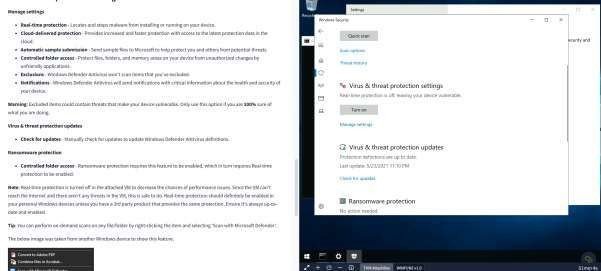 Manage settings
Real-time protection - Locates and stops malware from installing or running on your device.
Cloud-delivered protection - Provides increased and faster protection with access to the latest protection data in the
cloud.
Automatic sample submission - Send sample files to Microsoft to help protect you and others from potential threats.
Controlled folder access - Protect files, folders, and memory areas on your device from unauthorized changes by
unfriendly applications.
Exclusions - Windows Defender Antivirus won't scan items that you've excluded.
Notifications - Windows Defender Antivirus will send notifications with critical information about the health and security of your
device.
Warning: Excluded items could contain threats that make your device vulnerable. Only use this option if you are 100% sure of
what you are doing.
Virus & threat protection updates
Check for updates - Manually check for updates to update Windows Defender Antivirus definitions.
Ransomware protection
Controlled folder access - Ransomware protection requires this feature to be enabled, which in turn requires Real-time
protection to be enabled.
Note: Real-time protection is turned off in the attached VM to decrease the chances of performance issues. Since the VM can't
reach the Internet and there aren't any threats in the VM, this is safe to do. Real-time protection should definitely be enabled in
your personal Windows devices unless you have a 3rd party product that provides the same protection. Ensure it's always up-to-
date and enabled.
Tip: You can perform on-demand scans on any file/folder by right-clicking the item and selecting 'Scan with Microsoft Defender'.
The below image was taken from another Windows device to show this feature.
Convert to Adobe PDF
Combine files in Acrobat...
Settings
Windows Security
Quick scan
Scan options
Threat history
Virus & threat protection settings
Real-time protection is off, leaving your device vulnerable.
Turn on
Manage settings
Virus & threat protection updates
Protection definitions are up to date.
Check for updates
Ransomware protection
No action needed.